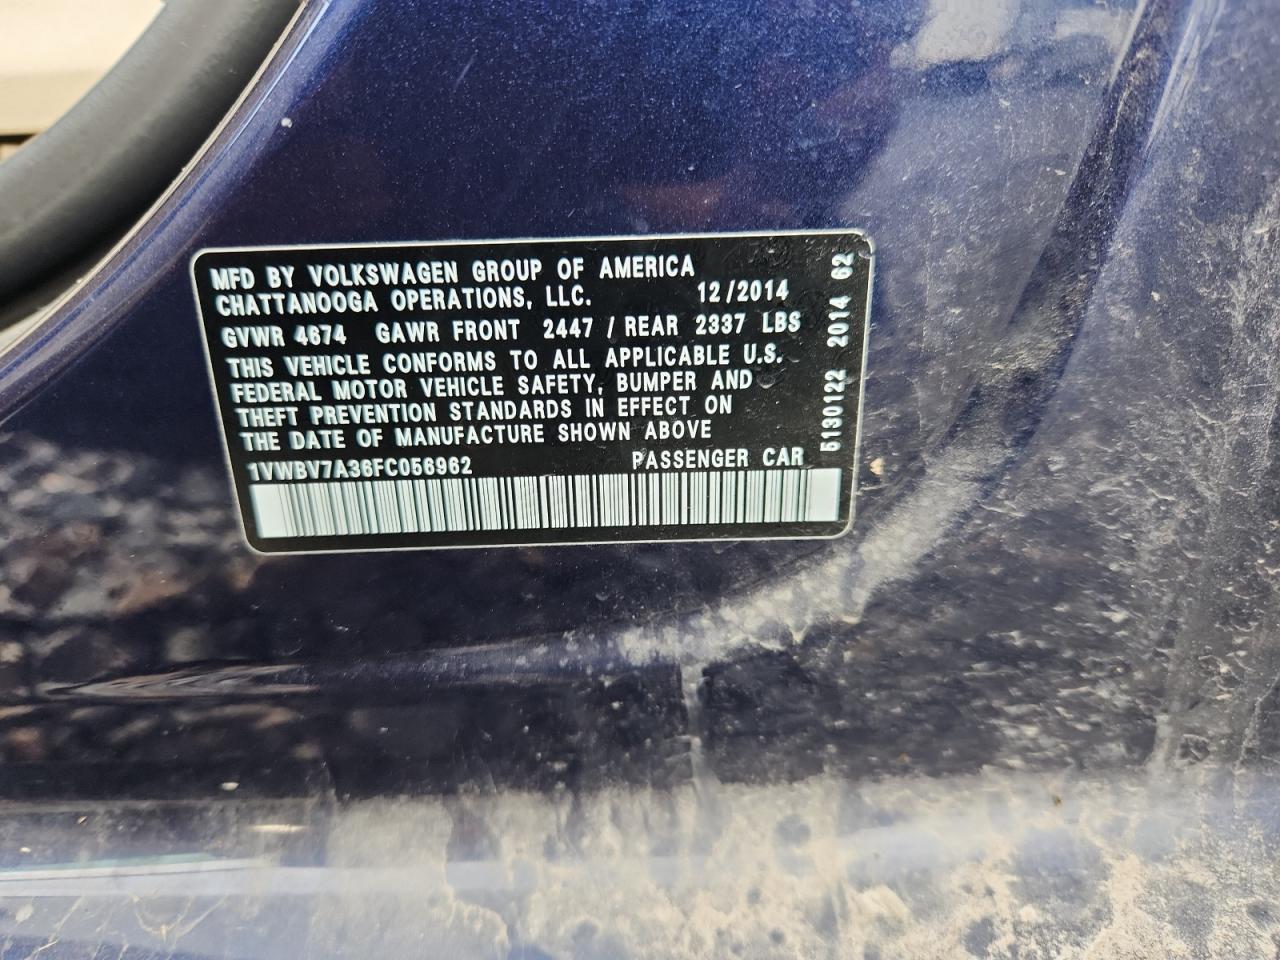 MFD BY VOLKSWAGEN GROUP OF AMERICA
CHATTANOOGA OPERATIONS, LLC. 12/2014
GVWR 4674 GAWR FRONT 2447 / REAR 2337 LBS
THIS VEHICLE CONFORMS TO ALL APPLICABLE U.S.
FEDERAL MOTOR VEHICLE SAFETY, BUMPER AND
THEFT PREVENTION STANDARDS IN EFFECT ON
THE DATE OF MANUFACTURE SHOWN ABOVE
1VWBV7A36FC056962 PASSENGER CAR
5130122 2014 62